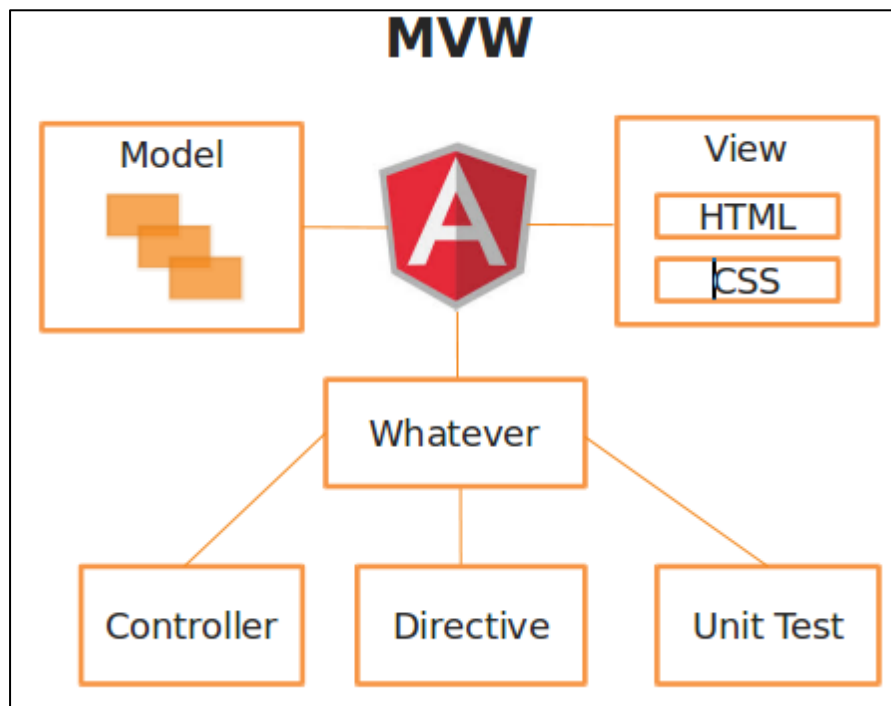 MVW
Model
View
HTML
CSS
Whatever
Controller
Directive
Unit Test